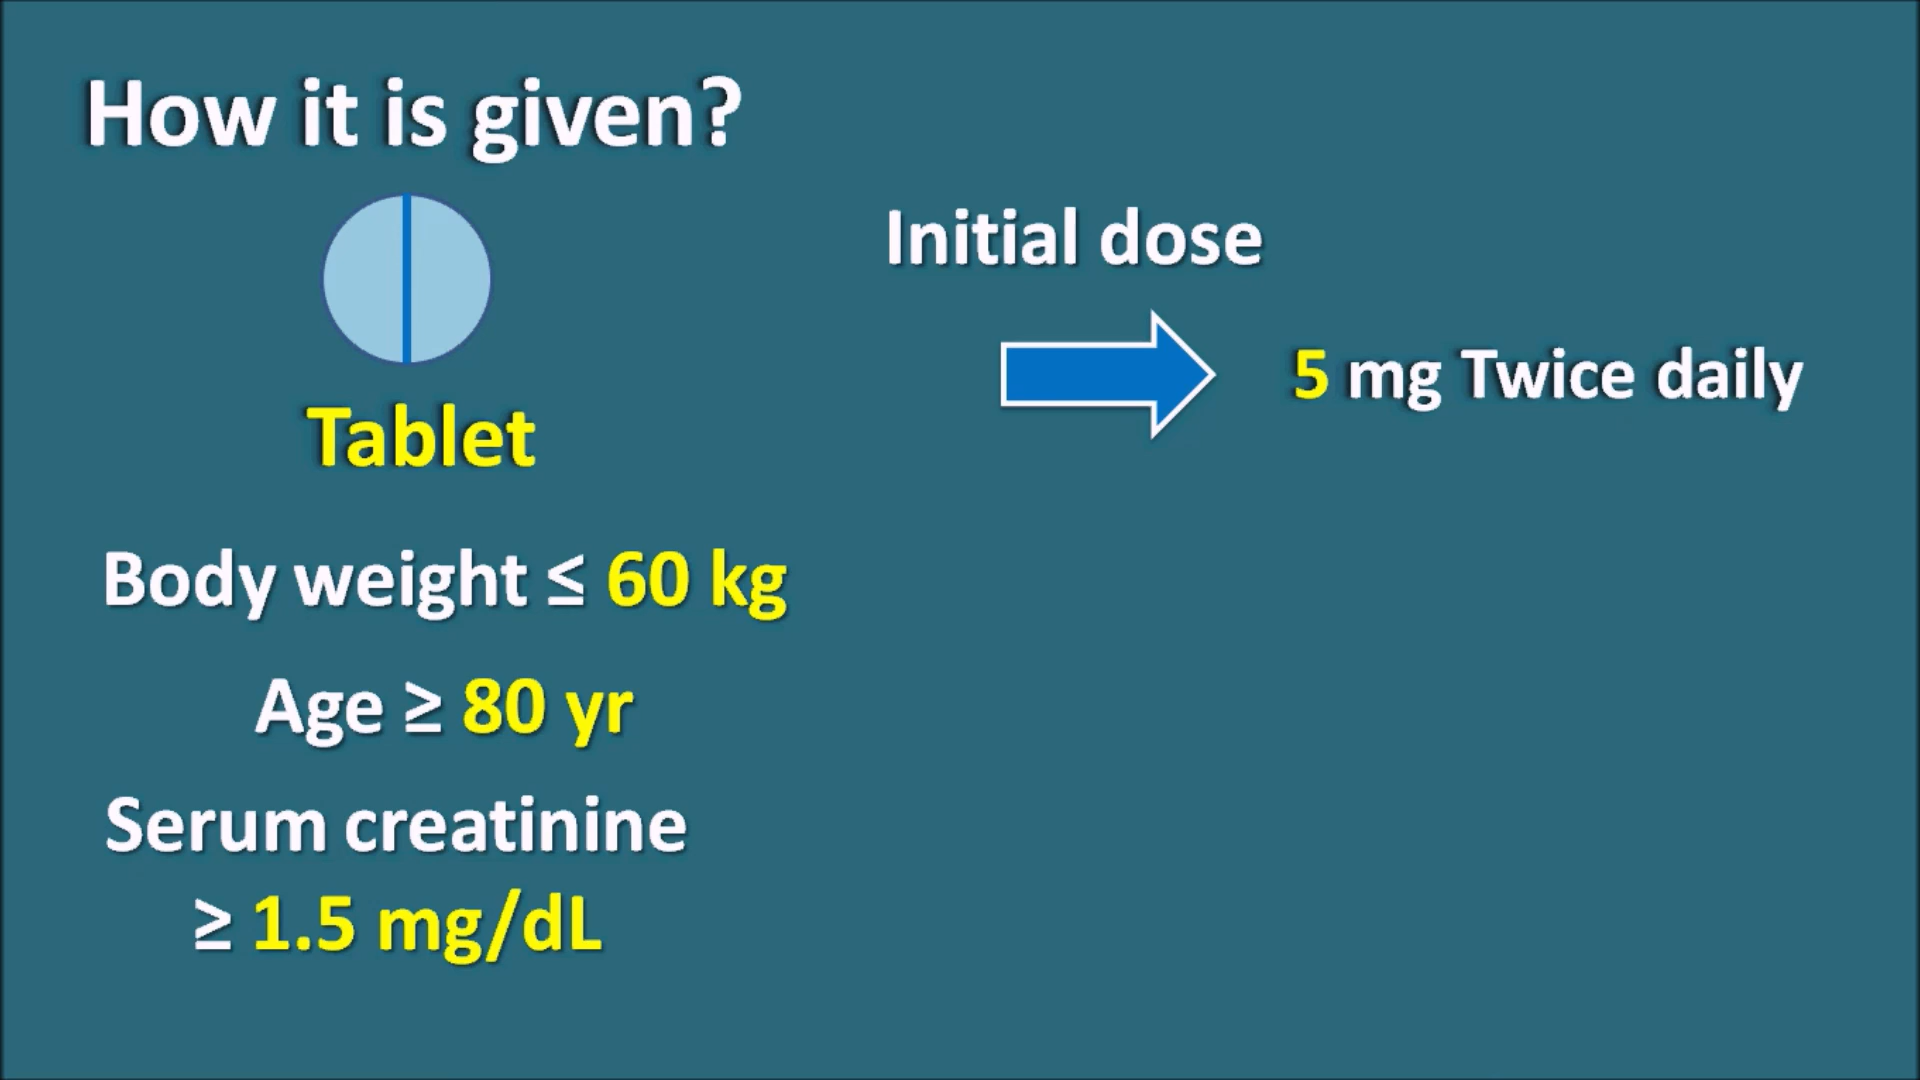 How it is given?
Tablet
Initial dose
5 mg Twice daily
Body weight ≤ 60 kg
Age ≥ 80 yr
Serum creatinine
≥ 1.5 mg/dL